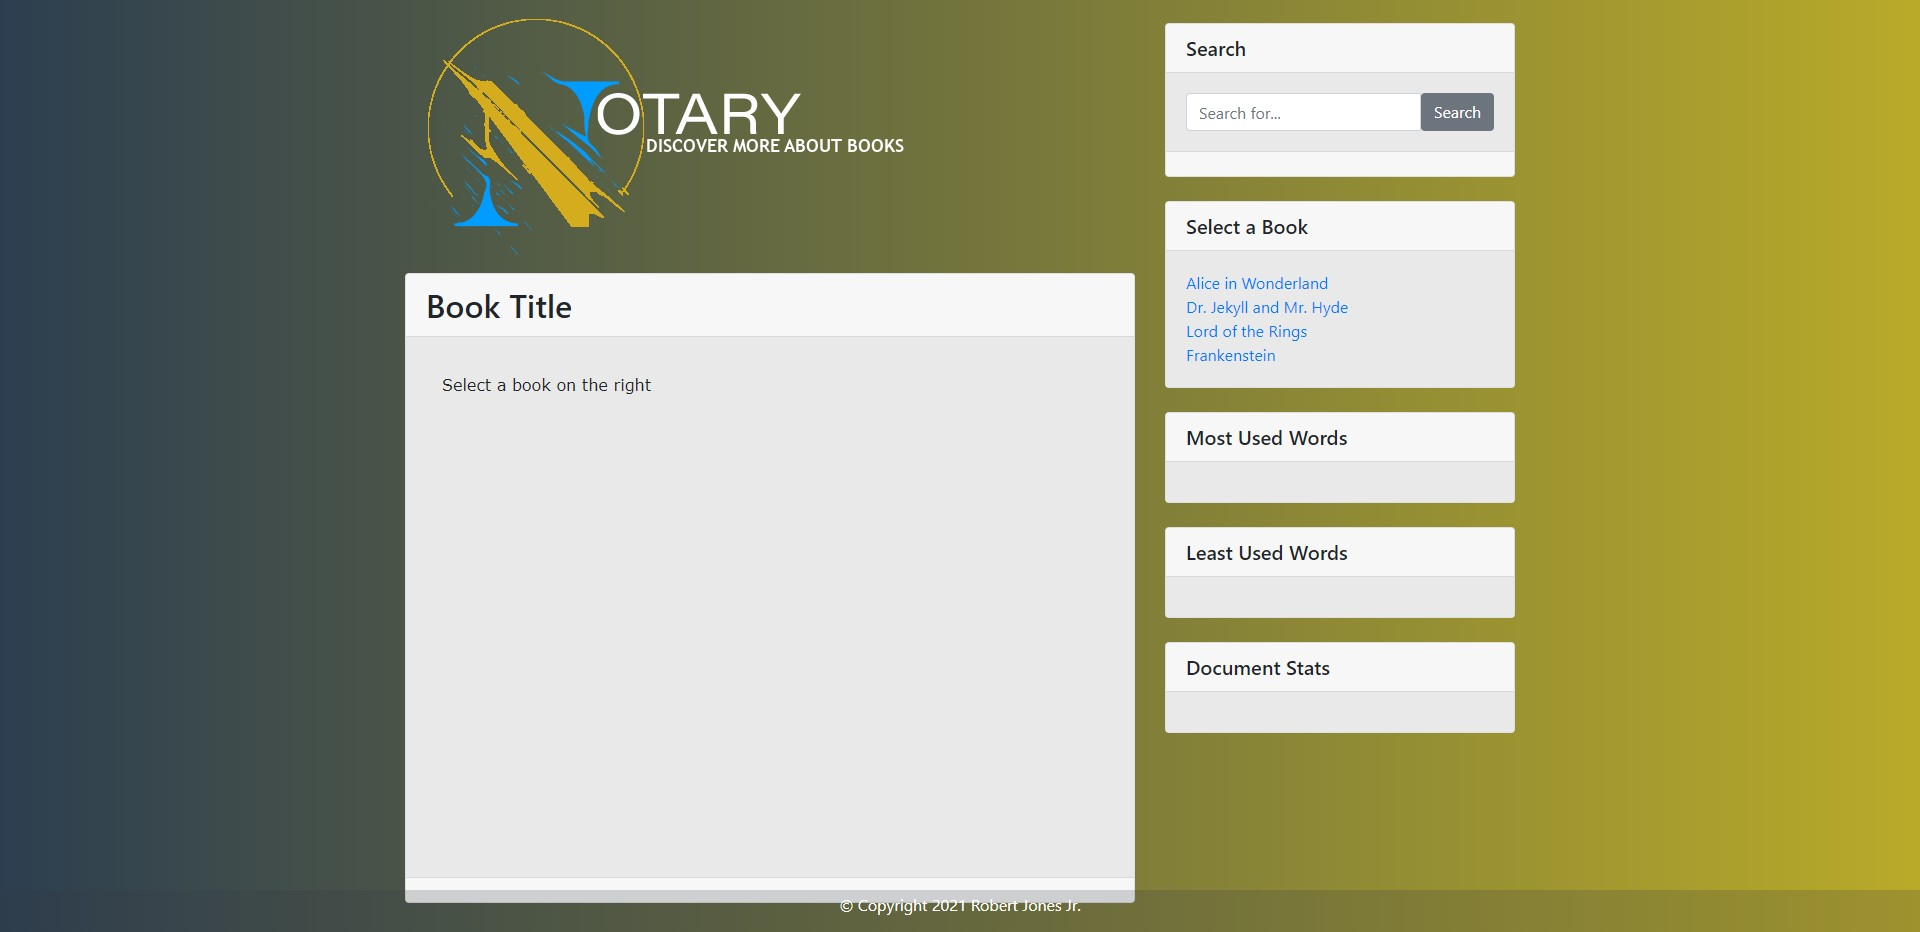 NOTARY
DISCOVER MORE ABOUT BOOKS
Book Title
Select a book on the right
Search
Search for...
Search
Select a Book
Alice in Wonderland
Dr. Jekyll and Mr. Hyde
Lord of the Rings
Frankenstein
Most Used Words
Least Used Words
Document Stats
© Copyright 2021 Robert Jones Jr.